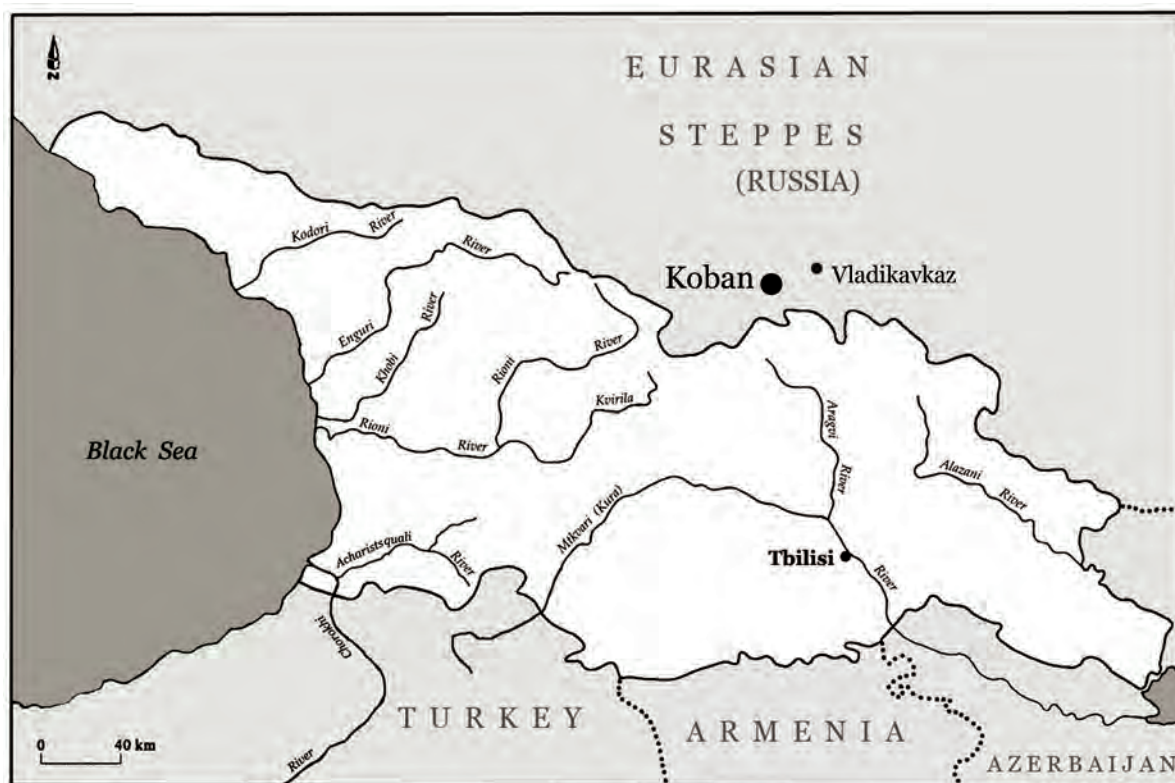 N
EURASIAN
STEPPES
(RUSSIA)
Kodori River
River
Koban
Vladikavkaz
Enguri
Khobi River
Rioni River
Kvirila
Rioni River
Black Sea
Aragvi River
Alazani River
Mtkvari (Kura)
Acharistsquali River
Tbilisi
River
Chorokhi
TURKEY
ARMENIA
River
AZERBAIJAN
0 40 km